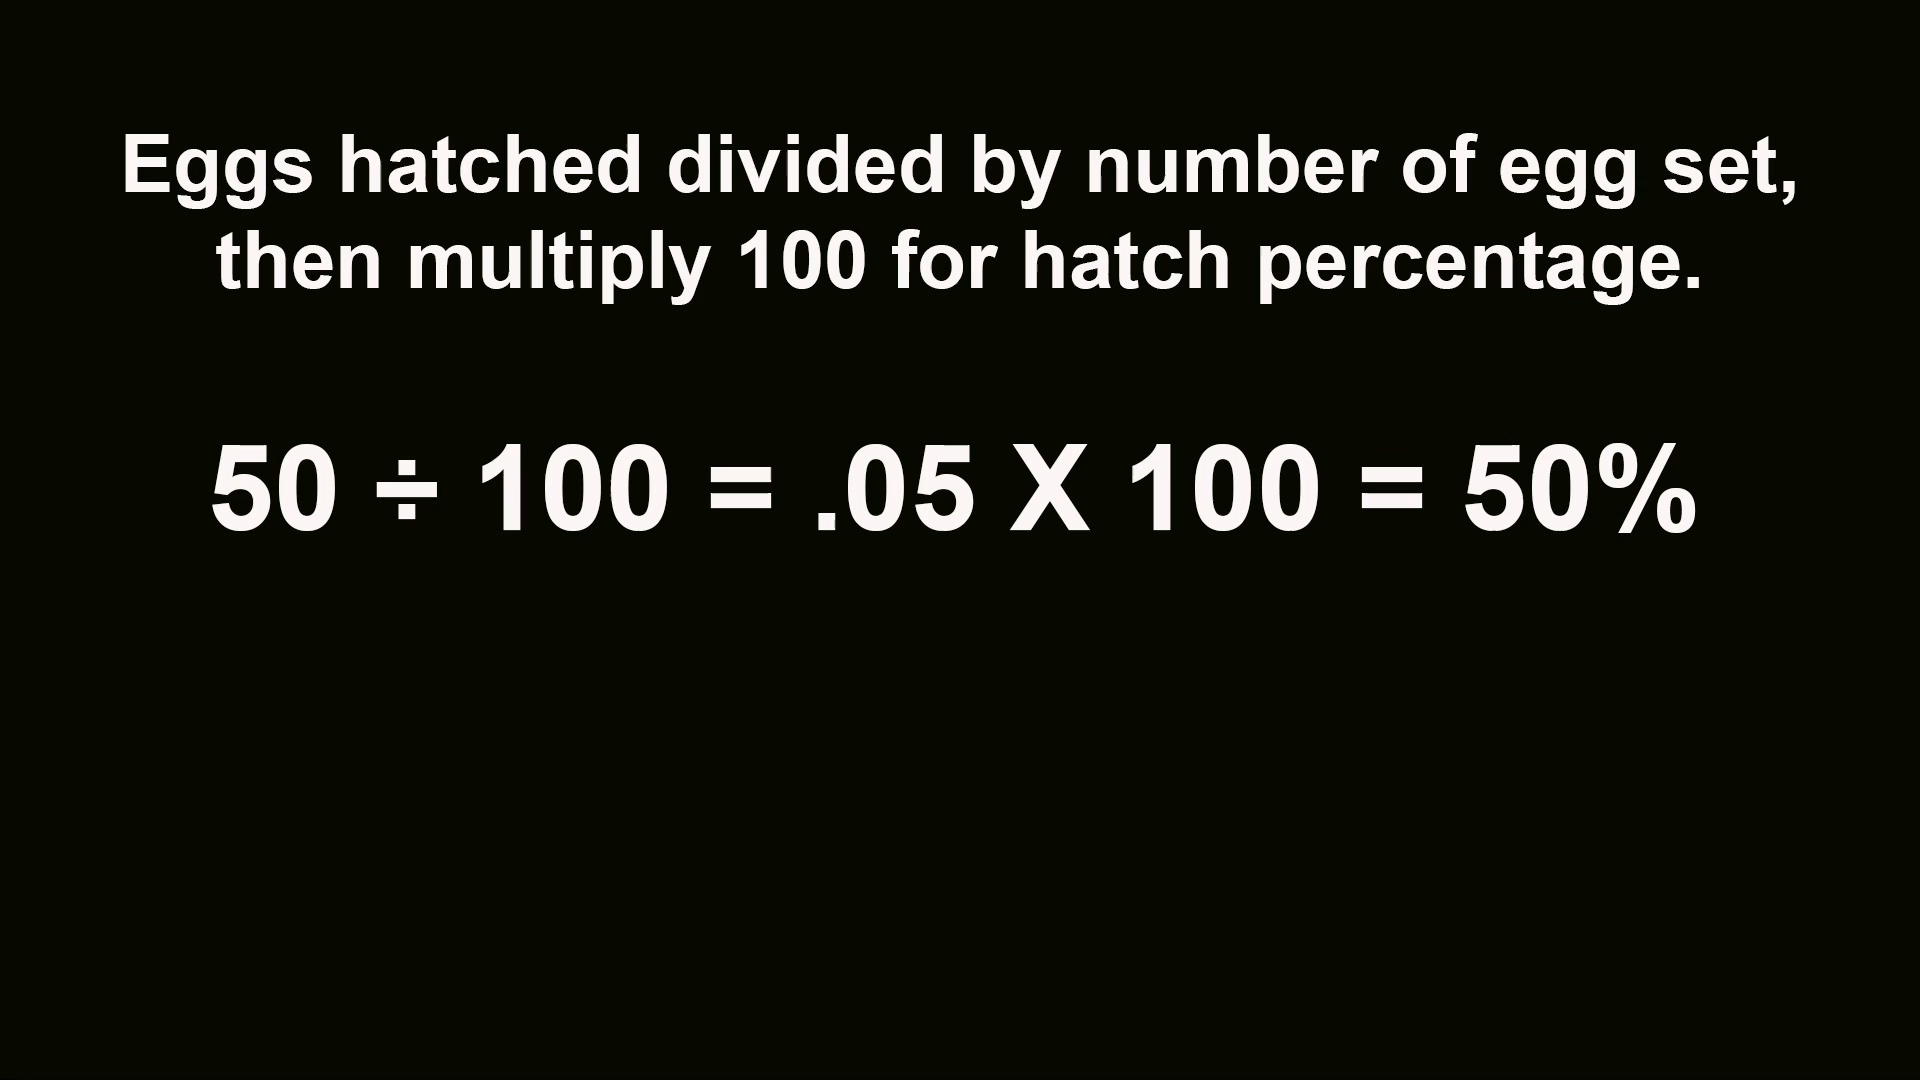 Eggs hatched divided by number of egg set,
then multiply 100 for hatch percentage.
50 ÷ 100 = .05 X 100 = 50%